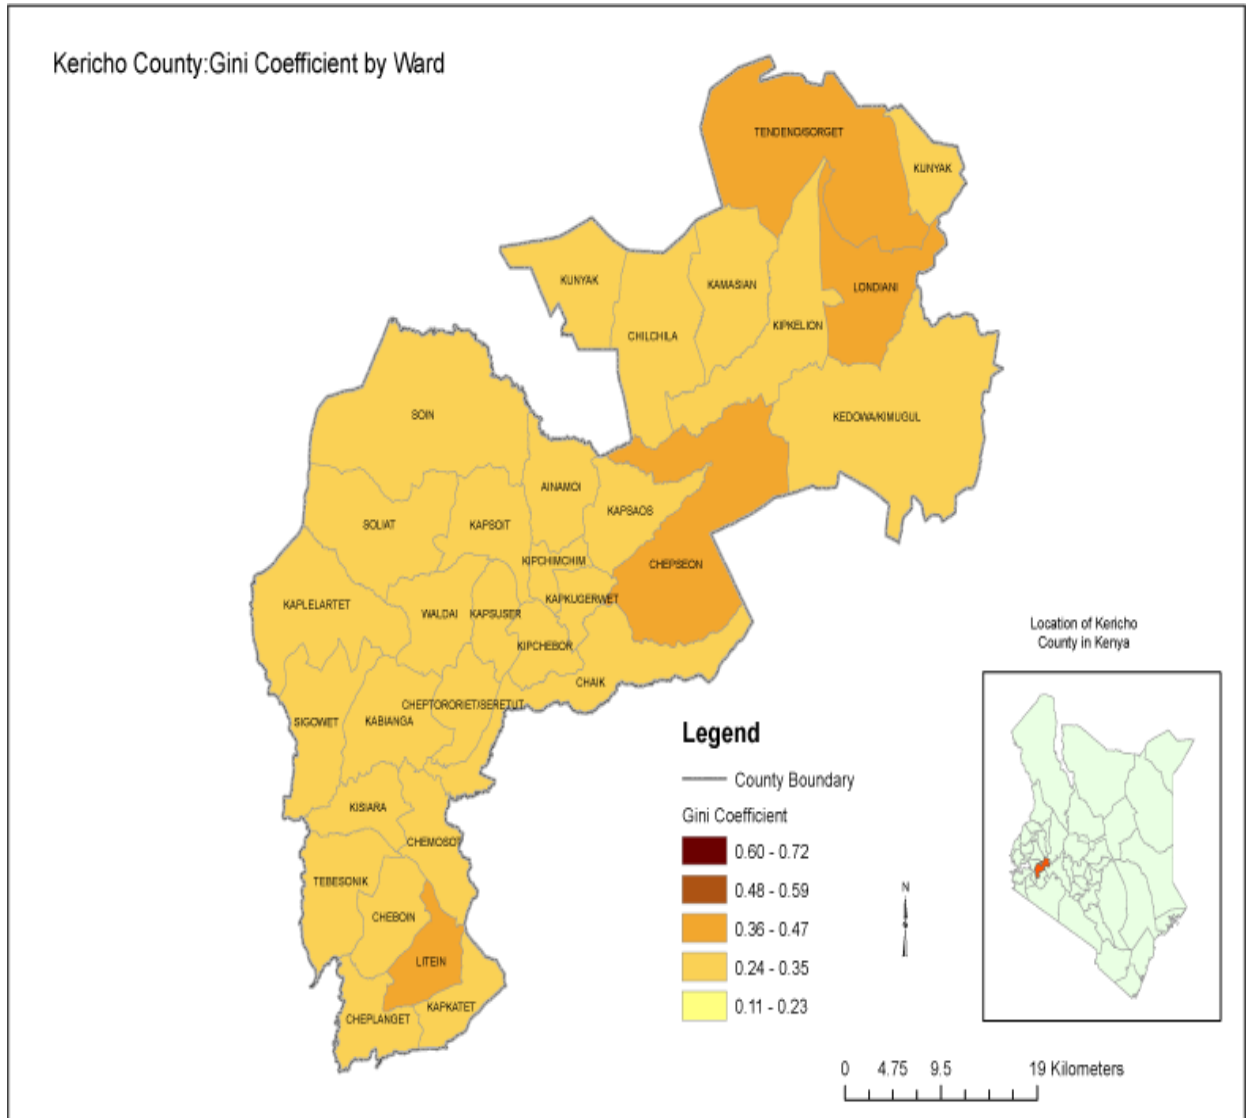 Kericho County:Gini Coefficient by Ward
TENDENO/SORGET
KUNYAK
KUNYAK
KAMASIAN
LONDIANI
CHILCHILA
KIPKELION
SOIN
KEDOWA/KIMUGUL
AINAMOI
KAPSAOS
SOLIAT
KAPSOIT
KIPCHIMCHIM
CHEPSEON
KAPLELARTET
KAPKUGERWET
WALDAI
KAPSUSER
KIPCHEBOR
CHAIK
CHEPTORORIET/SERETUT
SIGOWET
KABIANGA
KISIARA
CHEMOSOT
TEBESONIK
CHEBOIN
LITEIN
KAPKATET
CHEPLANGET
Location of Kericho
County in Kenya
Legend
County Boundary
Gini Coefficient
0.60 - 0.72
0.48 - 0.59
0.36 - 0.47
0.24 - 0.35
0.11 - 0.23
N
0 4.75 9.5 19 Kilometers